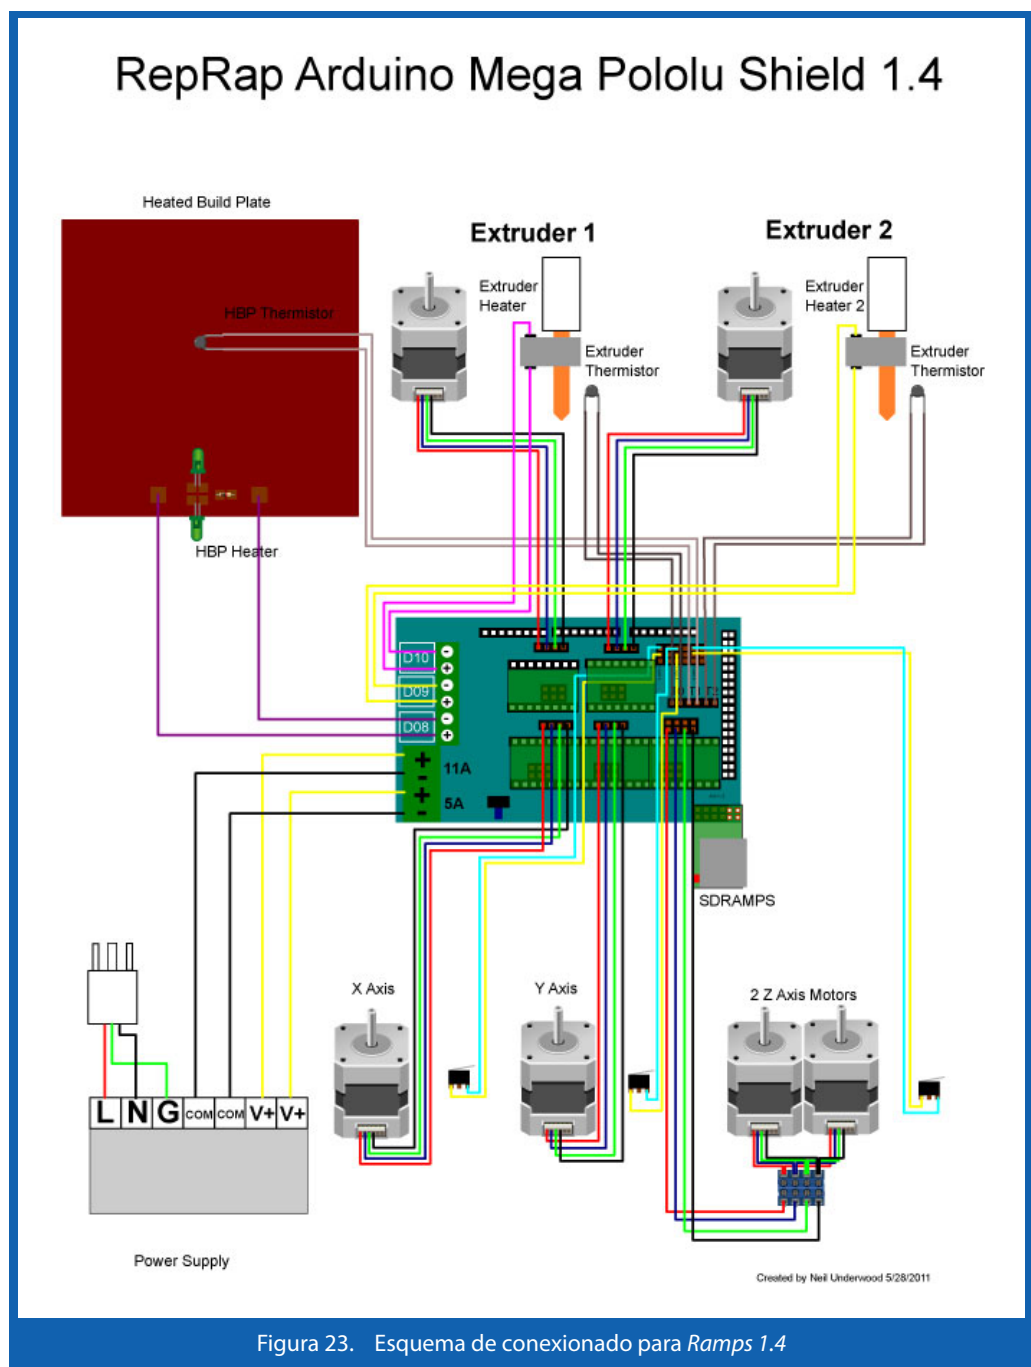 RepRap Arduino Mega Pololu Shield 1.4
Heated Build Plate
Extruder 1
Extruder 2
Extruder
Heater
Extruder
Heater 2
HBP Thermistor
Extruder
Thermistor
Extruder
Thermistor
HBP Heater
D10
-
+
D09
-
+
D08
-
+
+
-
11A
+
-
5A
SDRAMPS
X Axis
Y Axis
2 Z Axis Motors
L N G COM COM V+ V+
Power Supply
Created by Neil Underwood 5/28/2011
Figura 23. Esquema de conexionado para Ramps 1.4